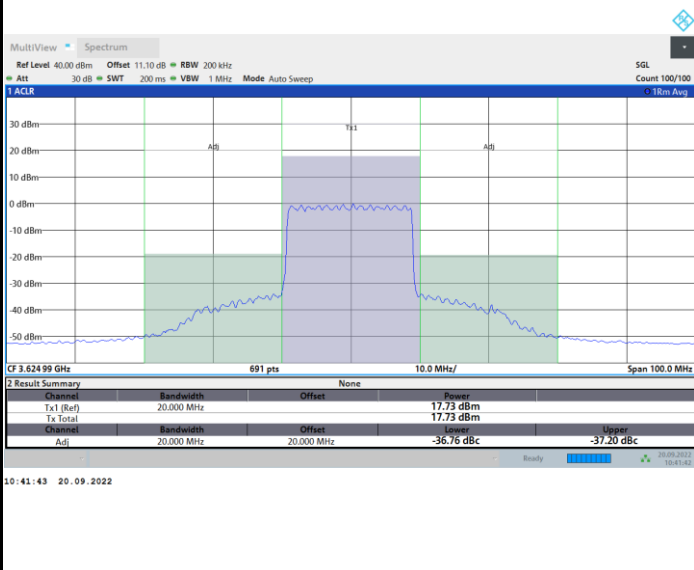 MultiView Spectrum
Ref Level 40.00 dBm Offset 11.10 dB RBW 200 kHz SGL
Att 30 dB SWT 200 ms VBW 1 MHz Mode Auto Sweep Count 100/100
1 ACLR 1Rm Avg
Tx1
30 dBm
Adj Adj
20 dBm
10 dBm
0 dBm
-10 dBm
-20 dBm
-30 dBm
-40 dBm
-50 dBm
CF 3.624 99 GHz 691 pts 10.0 MHz/ Span 100.0 MHz
2 Result Summary None
Channel Bandwidth Offset Power
Tx1 (Ref) 20.000 MHz 17.73 dBm
Tx Total 17.73 dBm
Channel Bandwidth Offset Lower Upper
Adj 20.000 MHz 20.000 MHz -36.76 dBc -37.20 dBc
Ready 20.09.2022
10:41:42
10:41:43 20.09.2022